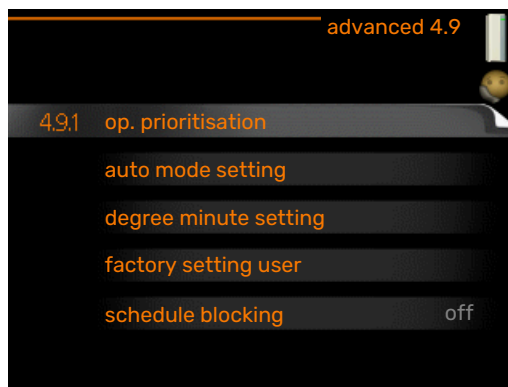 advanced 4.9
4.9.1 op. prioritisation
auto mode setting
degree minute setting
factory setting user
schedule blocking off